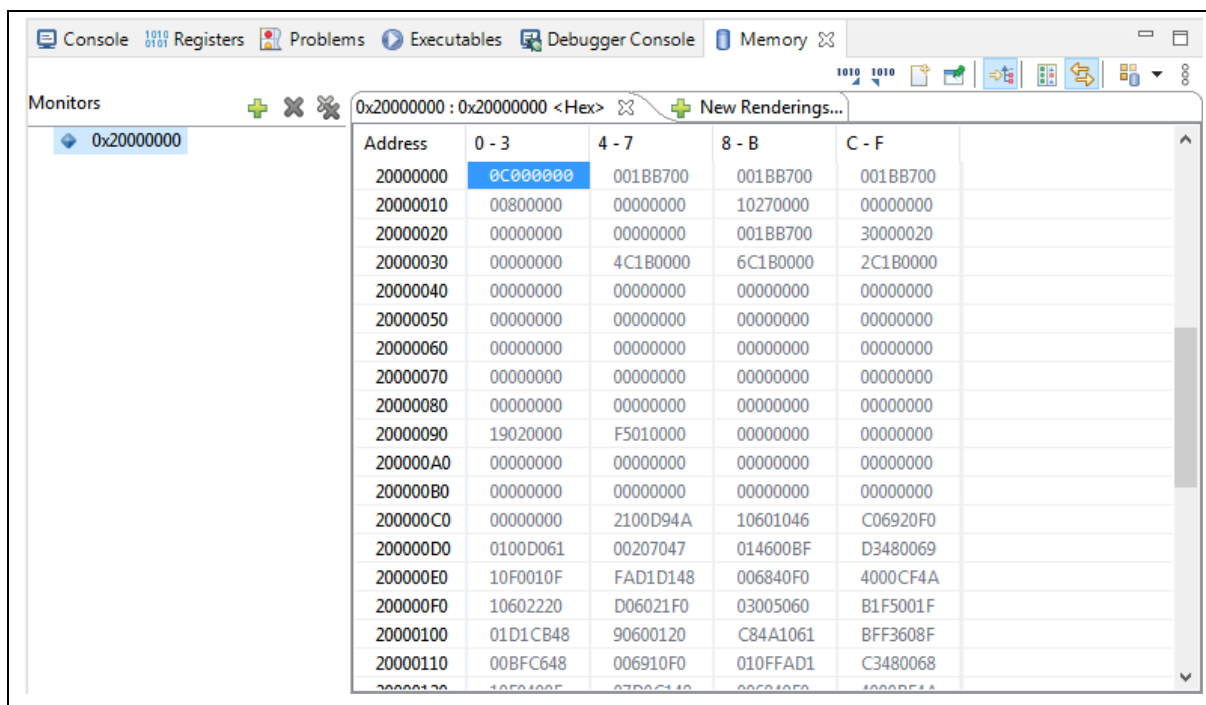 Console Registers Problems Executables Debugger Console Memory
Monitors 0x20000000 : 0x20000000 <Hex> New Renderings...
0x20000000
Address 0 - 3 4 - 7 8 - B C - F
20000000 0C000000 001BB700 001BB700 001BB700
20000010 00800000 00000000 10270000 00000000
20000020 00000000 00000000 001BB700 30000020
20000030 00000000 4C1B0000 6C1B0000 2C1B0000
20000040 00000000 00000000 00000000 00000000
20000050 00000000 00000000 00000000 00000000
20000060 00000000 00000000 00000000 00000000
20000070 00000000 00000000 00000000 00000000
20000080 00000000 00000000 00000000 00000000
20000090 19020000 F5010000 00000000 00000000
200000A0 00000000 00000000 00000000 00000000
200000B0 00000000 00000000 00000000 00000000
200000C0 00000000 2100D94A 10601046 C06920F0
200000D0 0100D061 00207047 014600BF D3480069
200000E0 10F0010F FAD1D148 006840F0 4000CF4A
200000F0 10602220 D06021F0 03005060 B1F5001F
20000100 01D1CB48 90600120 C84A1061 BFF3608F
20000110 00BFC648 006910F0 010FFAD1 C3480068